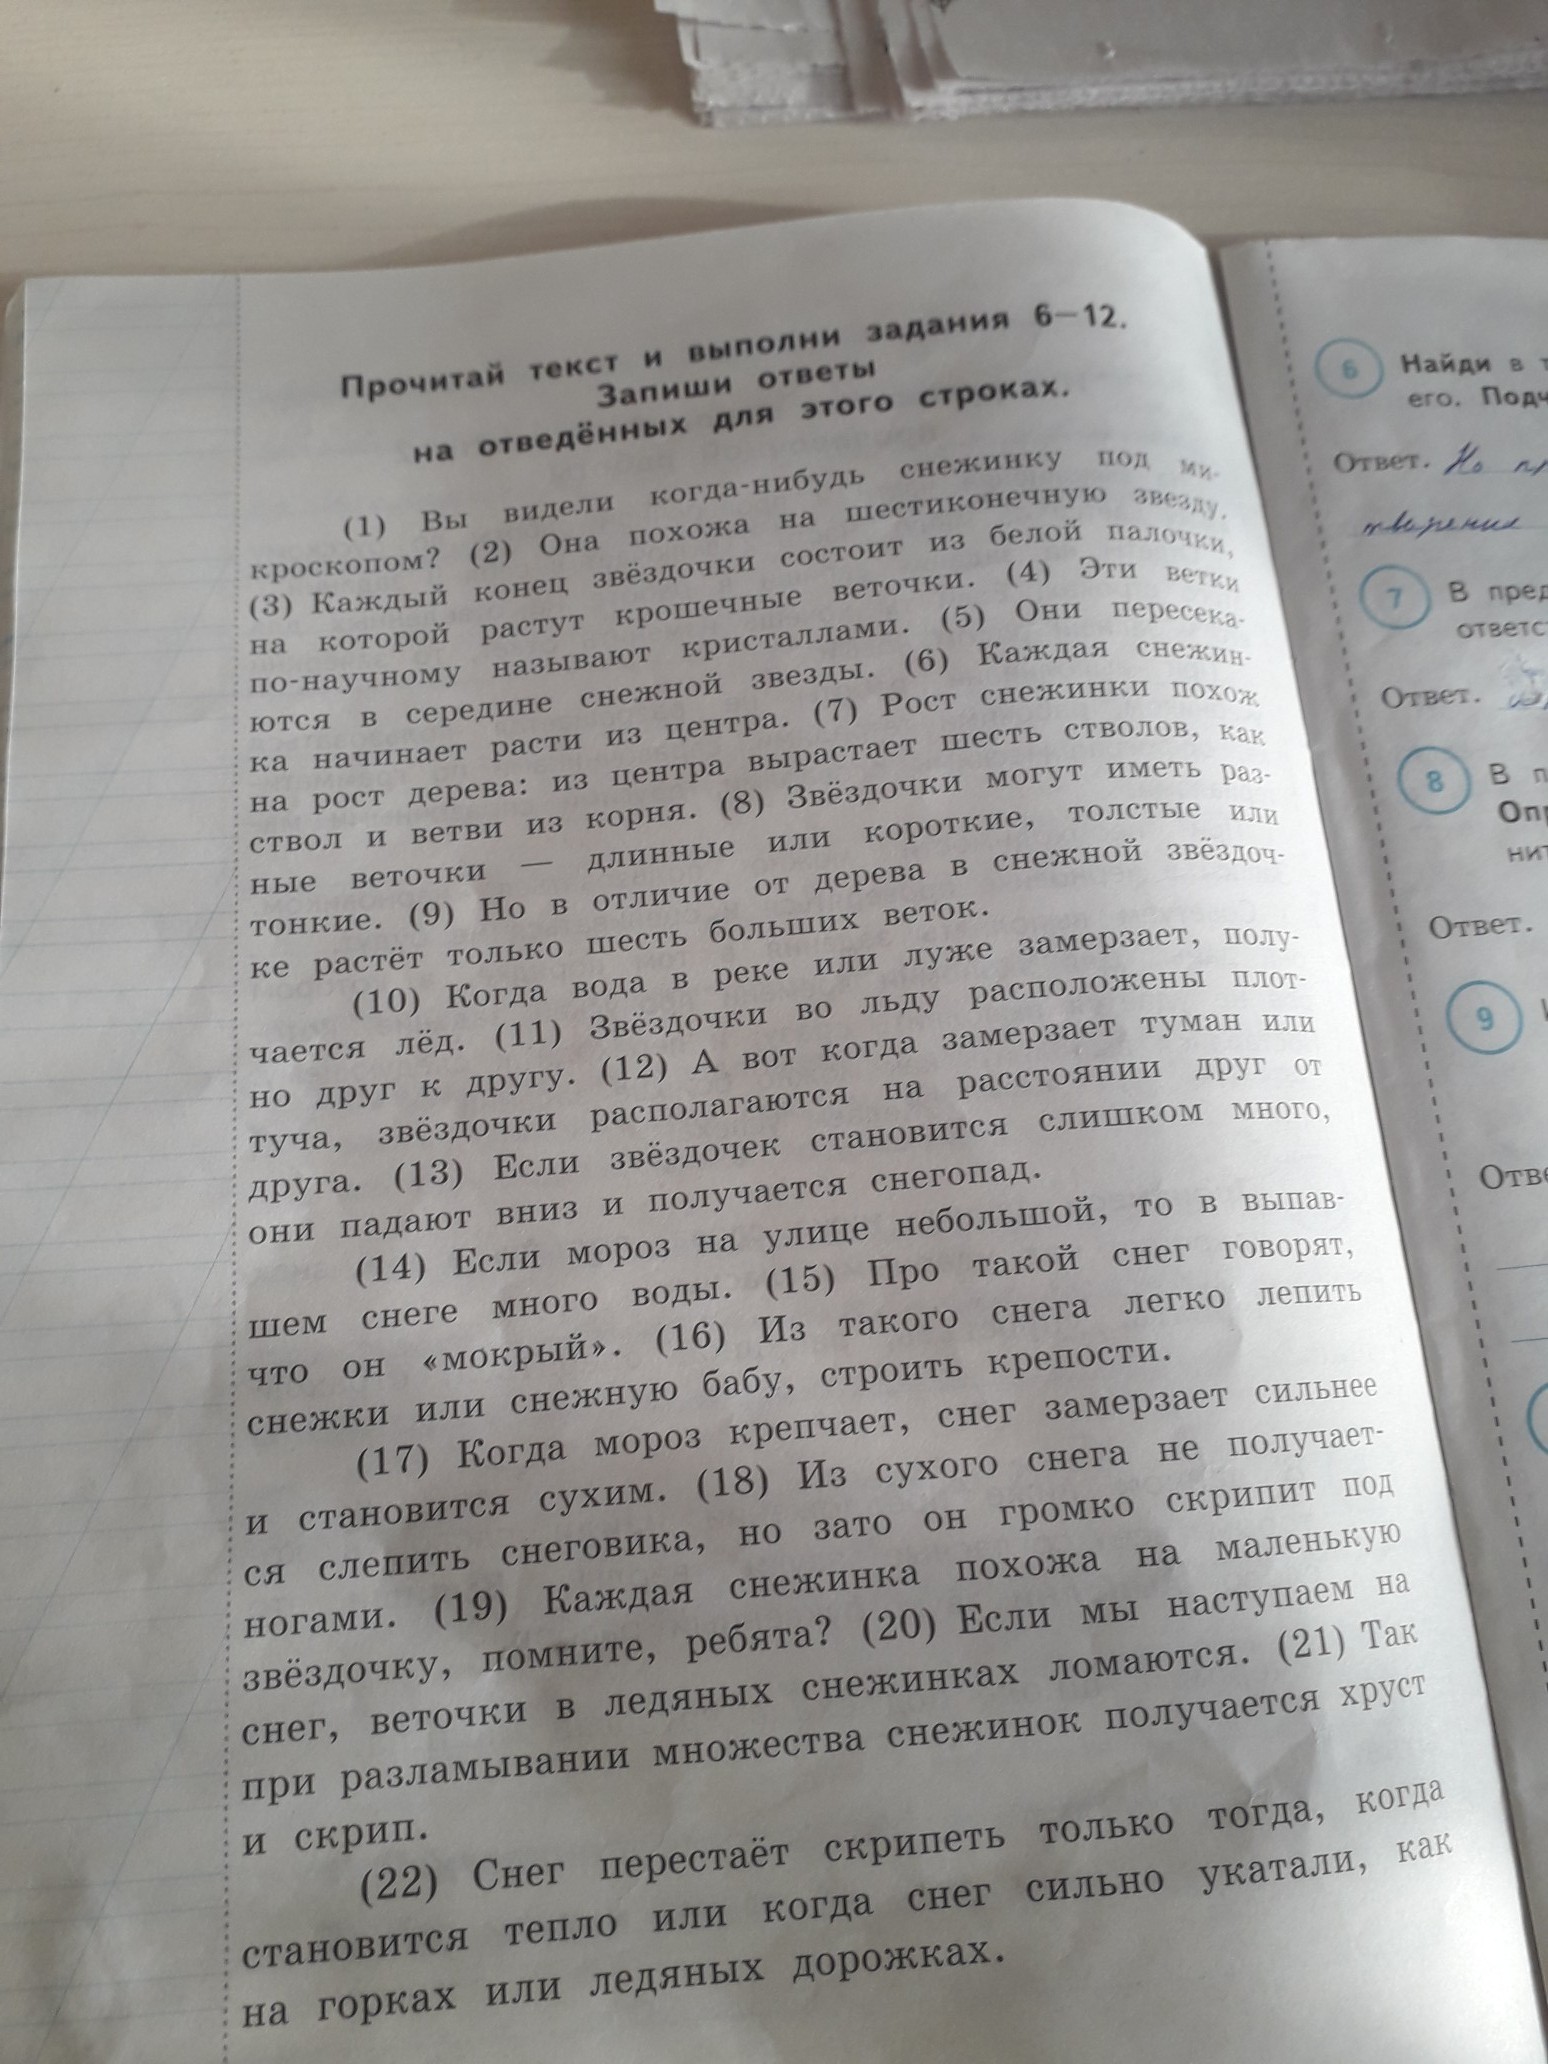 Прочитай текст и выполни задания 6—12.
Запиши ответы
на отведённых для этого строках.
(1) Вы видели когда-нибудь снежинку под ми-
кроскопом? (2) Она похожа на шестиконечную звезду.
(3) Каждый конец звёздочки состоит из белой палочки,
на которой растут крошечные веточки. (4) Эти ветки
по-научному называют кристаллами. (5) Они пересека-
ются в середине снежной звезды. (6) Каждая снежин-
ка начинает расти из центра. (7) Рост снежинки похож
на рост дерева: из центра вырастает шесть стволов, как
ствол и ветви из корня. (8) Звёздочки могут иметь раз-
ные веточки — длинные или короткие, толстые или
тонкие. (9) Но в отличие от дерева в снежной звёздоч-
ке растёт только шесть больших веток.
(10) Когда вода в реке или луже замерзает, полу-
чается лёд. (11) Звёздочки во льду расположены плот-
но друг к другу. (12) А вот когда замерзает туман или
туча, звёздочки располагаются на расстоянии друг от
друга. (13) Если звёздочек становится слишком много,
они падают вниз и получается снегопад.
(14) Если мороз на улице небольшой, то в выпав-
шем снеге много воды. (15) Про такой снег говорят,
что он «мокрый». (16) Из такого снега легко лепить
снежки или снежную бабу, строить крепости.
(17) Когда мороз крепчает, снег замерзает сильнее
и становится сухим. (18) Из сухого снега не получает-
ся слепить снеговика, но зато он громко скрипит под
ногами. (19) Каждая снежинка похожа на маленькую
звёздочку, помните, ребята? (20) Если мы наступаем на
снег, веточки в ледяных снежинках ломаются. (21) Так
при разламывании множества снежинок получается хруст
и скрип.
(22) Снег перестаёт скрипеть только тогда, когда
становится тепло или когда снег сильно укатали, как
на горках или ледяных дорожках.
6 Найди в
его.
Ответ. Но
7 В
Ответ.
8 В
Ответ.
9